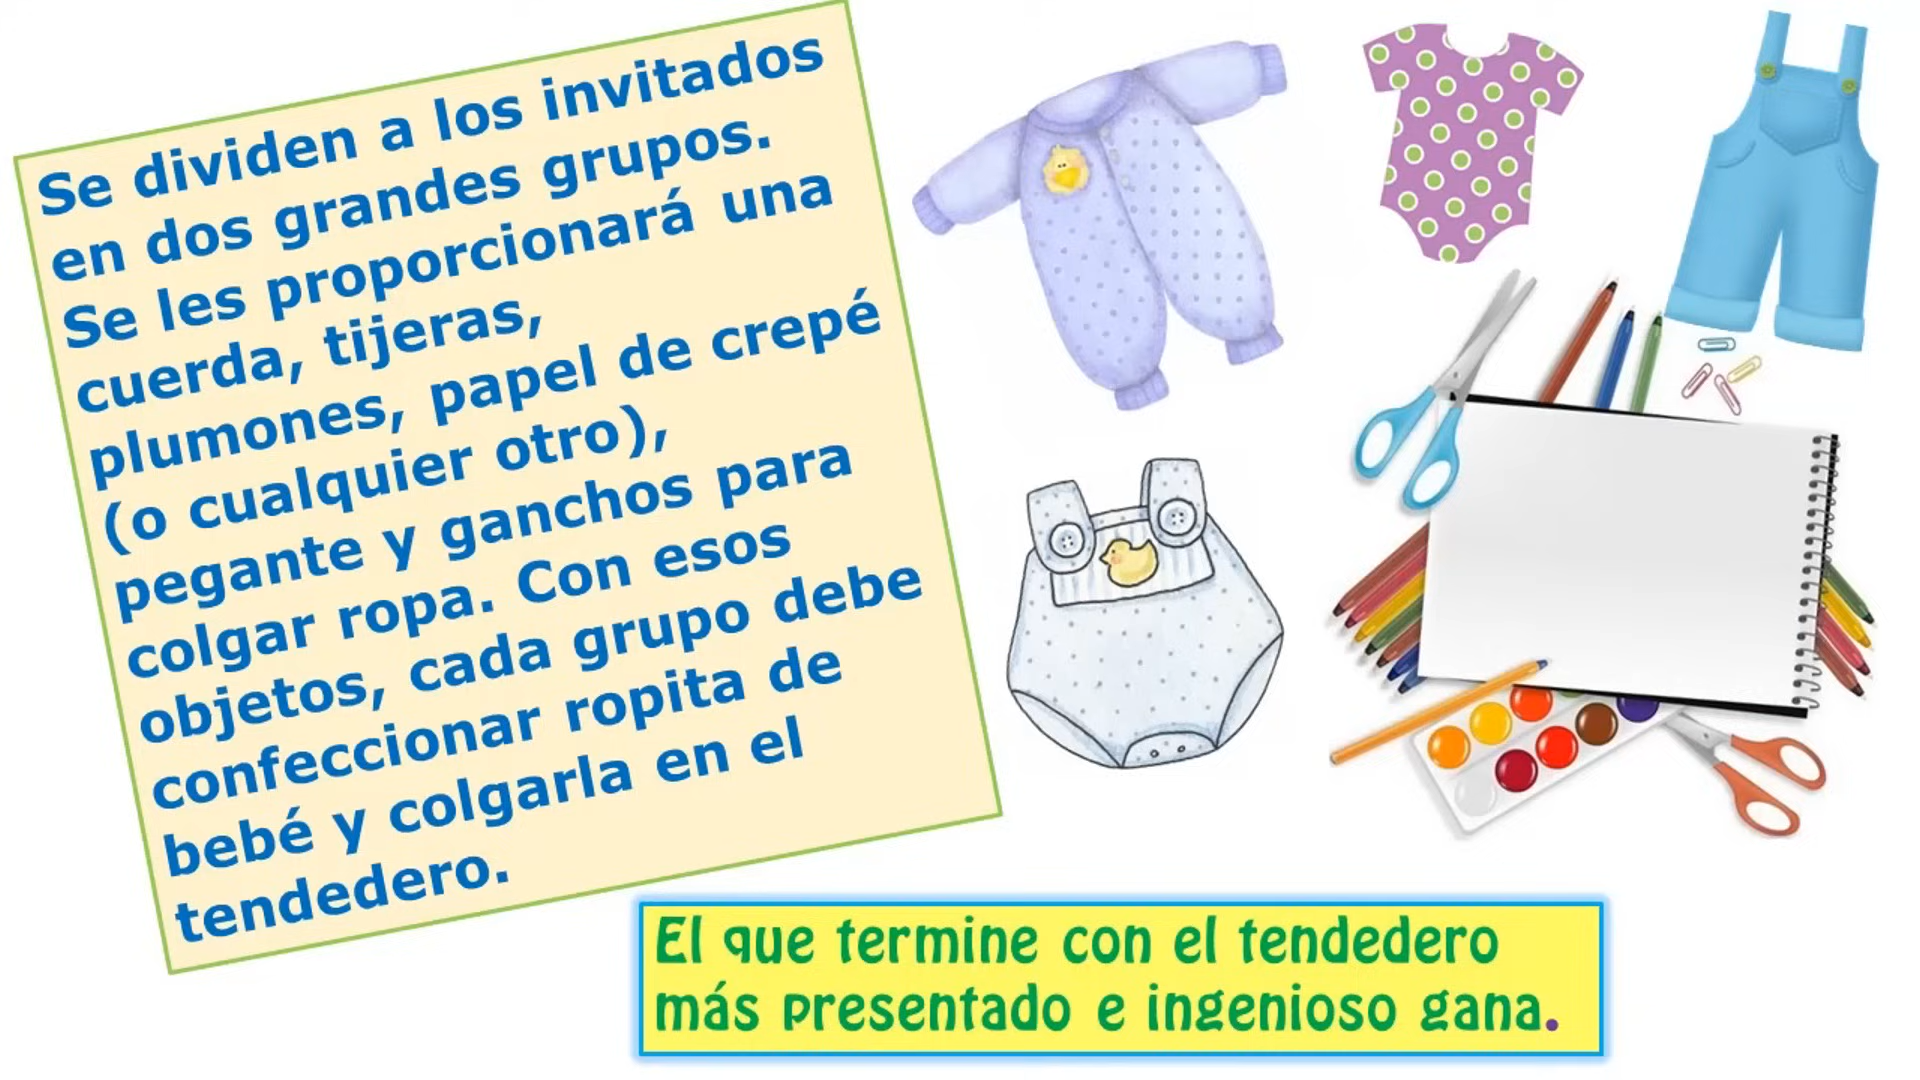 Se dividen a los invitados
en dos grandes grupos.
Se les proporcionará una
cuerda, tijeras,
plumones, papel de crepé
(o cualquier otro),
pegante y ganchos para
colgar ropa. Con esos
objetos, cada grupo debe
confeccionar ropita de
bebé y colgarla en el
tendedero.
El que termine con el tendedero
más presentado e ingenioso gana.